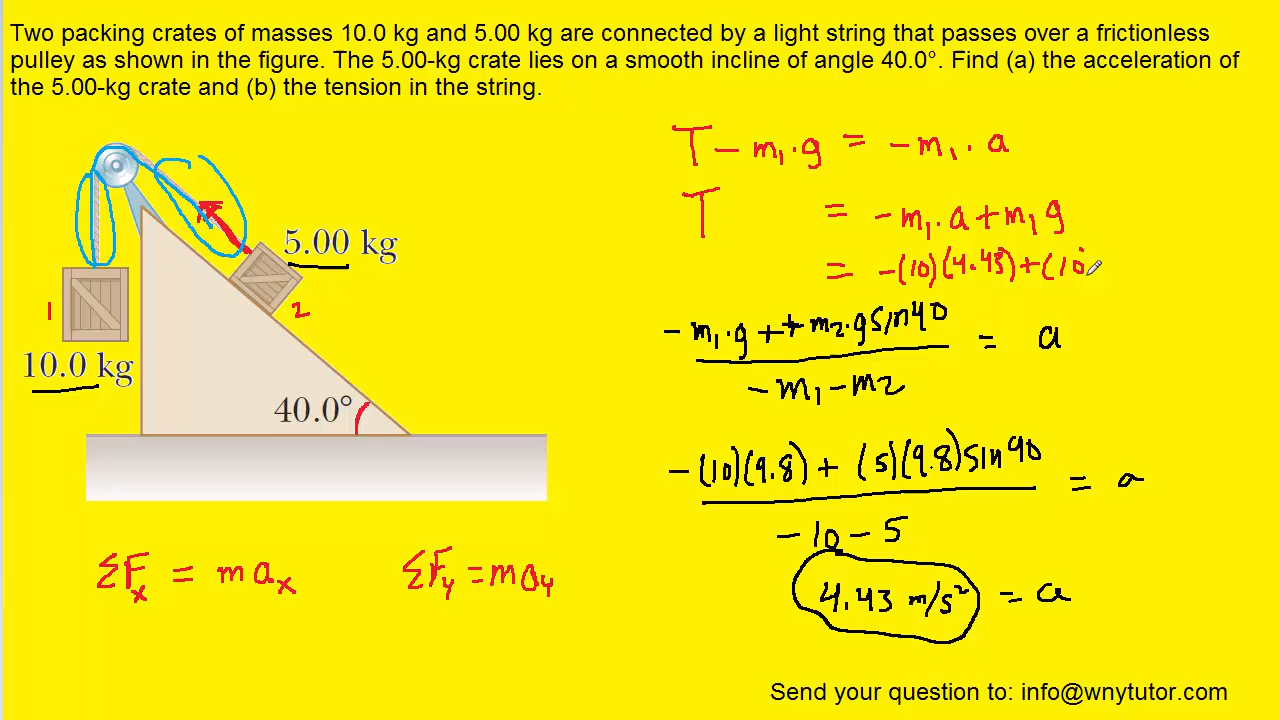 Two packing crates of masses 10.0 kg and 5.00 kg are connected by a light string that passes over a frictionless
pulley as shown in the figure. The 5.00-kg crate lies on a smooth incline of angle 40.0°. Find (a) the acceleration of
the 5.00-kg crate and (b) the tension in the string.
5.00 kg
2
1
10.0 kg
40.0°
ΣFx = max
ΣFy = may
T - m₁·g = -m₁·a
T = -m₁·a + m₁g
= -(10)(4.43)+(10
-m₁·g + + m₂·g sin40
= a
-m₁ - m2
-(10)(9.8) + (5)(9.8) sin40
= a
-10 - 5
4.43 m/s² = a
Send your question to: info@wnytutor.com